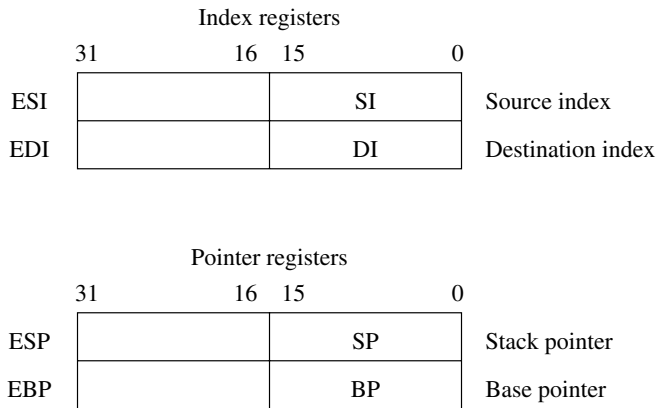 Index registers
31 16 15 0
ESI SI Source index
EDI DI Destination index
Pointer registers
31 16 15 0
ESP SP Stack pointer
EBP BP Base pointer